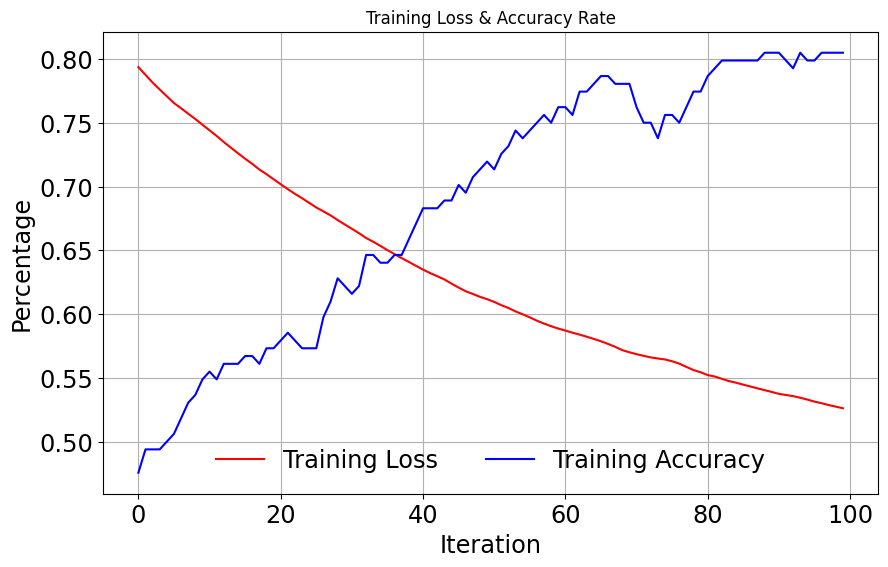 Training Loss & Accuracy Rate
Percentage
0.80
0.75
0.70
0.65
0.60
0.55
0.50
Training Loss Training Accuracy
0 20 40 60 80 100
Iteration